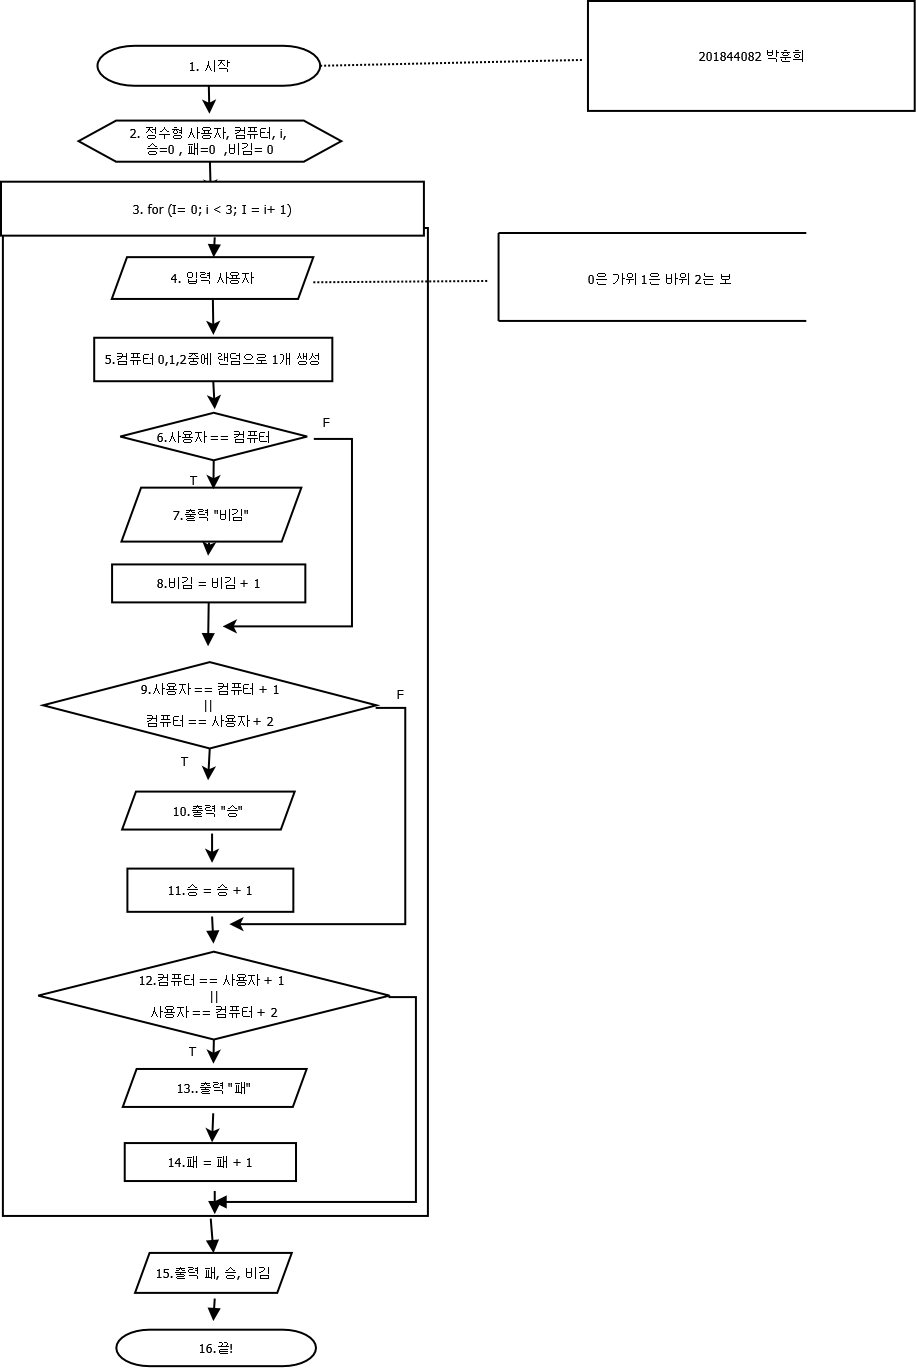 201844082 박훈희
1. 시작
2. 정수형 사용자, 컴퓨터, i,
승=0 , 패=0 ,비김= 0
3. for (I= 0; i < 3; I = i+ 1)
4. 입력 사용자
0은 가위 1은 바위 2는 보
5.컴퓨터 0,1,2중에 랜덤으로 1개 생성
F
6.사용자 == 컴퓨터
T
7.출력 "비김"
8.비김 = 비김 + 1
9.사용자 == 컴퓨터 + 1
||
컴퓨터 == 사용자 + 2
F
T
10.출력 "승"
11.승 = 승 + 1
12.컴퓨터 == 사용자 + 1
||
사용자 == 컴퓨터 + 2
T
13..출력 "패"
14.패 = 패 + 1
15.출력 패, 승, 비김
16.끝!